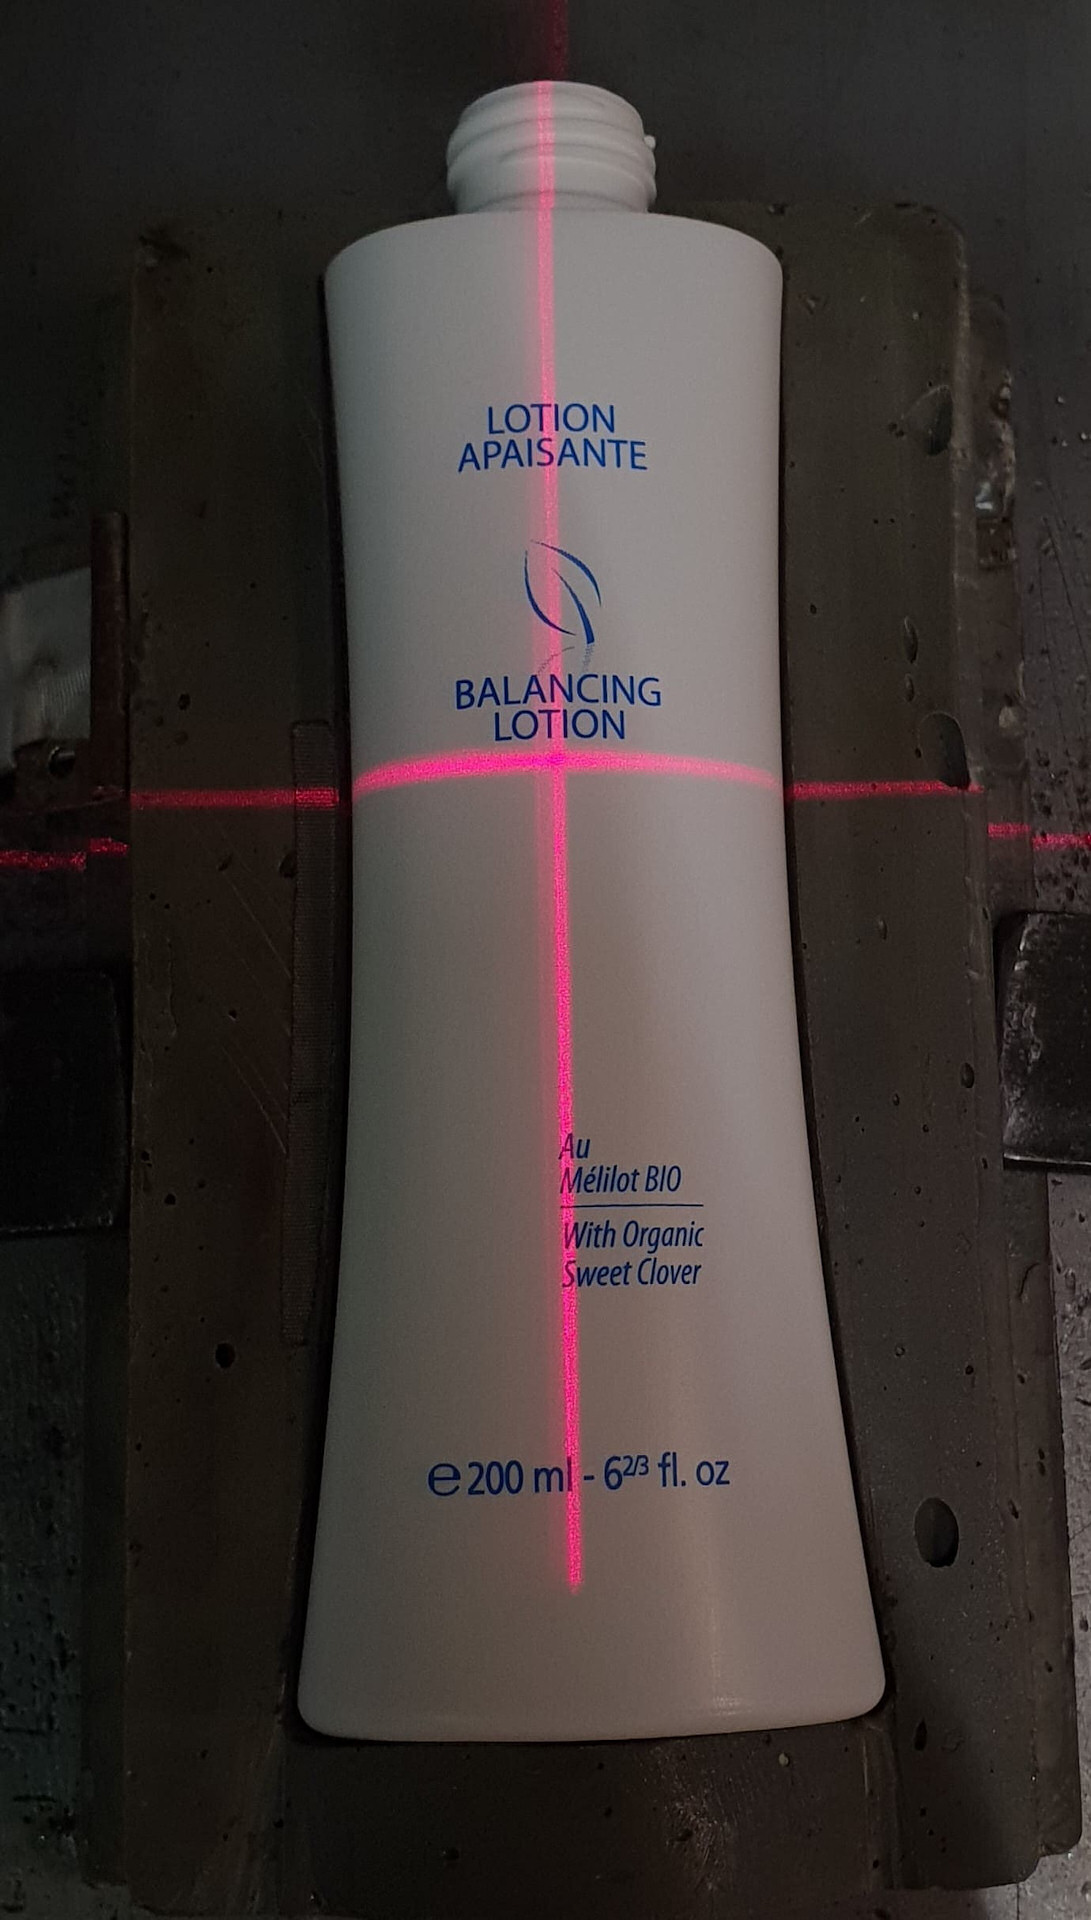 LOTION
APAISANTE
BALANCING
LOTION
Au
Mélilot BIO
With Organic
Sweet Clover
℮ 200 ml - 6²/³ fl. oz